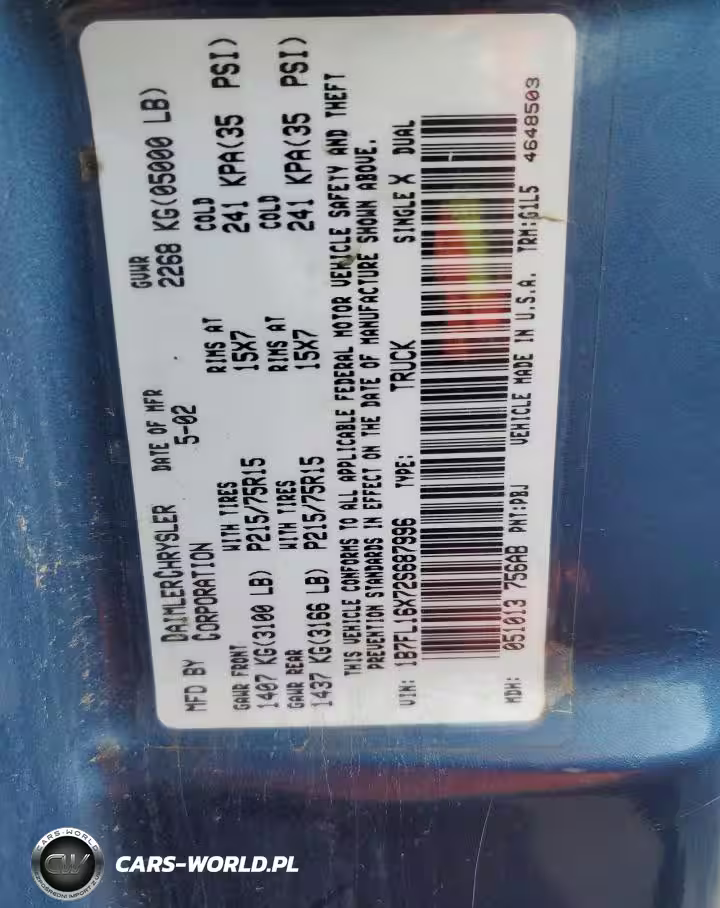 MFD BY DAIMLERCHRYSLER CORPORATION DATE OF MFR 5-02 GVWR 2268 KG(05000 LB)
GAWR FRONT WITH TIRES RIMS AT COLD
1407 KG(3100 LB) P215/75R15 15X7 241 KPA(35 PSI)
GAWR REAR WITH TIRES RIMS AT COLD
1437 KG(3166 LB) P215/75R15 15X7 241 KPA(35 PSI)
THIS VEHICLE CONFORMS TO ALL APPLICABLE FEDERAL MOTOR VEHICLE SAFETY AND THEFT
PREVENTION STANDARDS IN EFFECT ON THE DATE OF MANUFACTURE SHOWN ABOVE.
VIN: 1B7FL16X72S687996 TYPE: TRUCK SINGLE X DUAL
MDH: 051013 756AB PNT:PBJ VEHICLE MADE IN U.S.A. TRM:G1L5 4648503
CARS-WORLD
CW
CARS-WORLD.PL